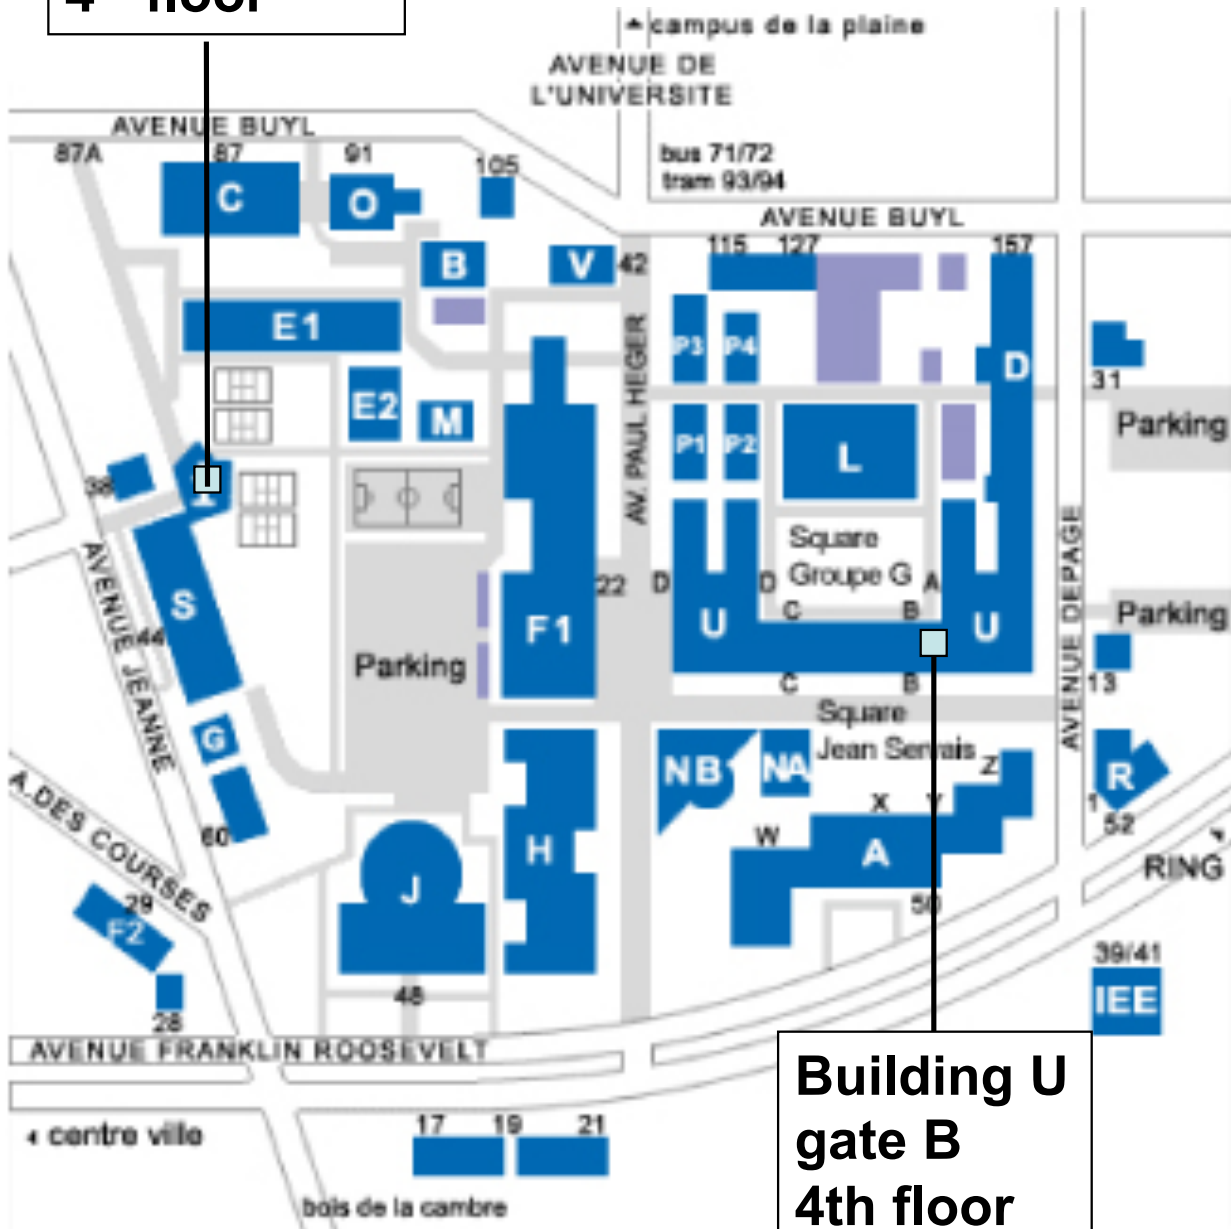 4 floor
campus de la plaine
AVENUE DE
L'UNIVERSITE
AVENUE BUYL
87A
87
91
105
bus 71/72
tram 93/94
C
O
AVENUE BUYL
115
127
157
B
V
42
E1
P3
P4
D
AV. PAUL HEGER
31
E2
M
Parking
P1
P2
L
38
Square
Groupe G
AVENUE JEANNE
S
44
22
D
D
A
C
B
U
U
F1
Parking
Parking
AVENUE DEPAGE
C
B
13
Square
Jean Servais
G
NB
NA
Z
R
X
Y
1
52
A.DES COURSES
60
W
H
A
RING
J
29
F2
50
39/41
IEE
48
28
AVENUE FRANKLIN ROOSEVELT
Building U
gate B
4th floor
centre ville
17
19
21
bois de la cambre